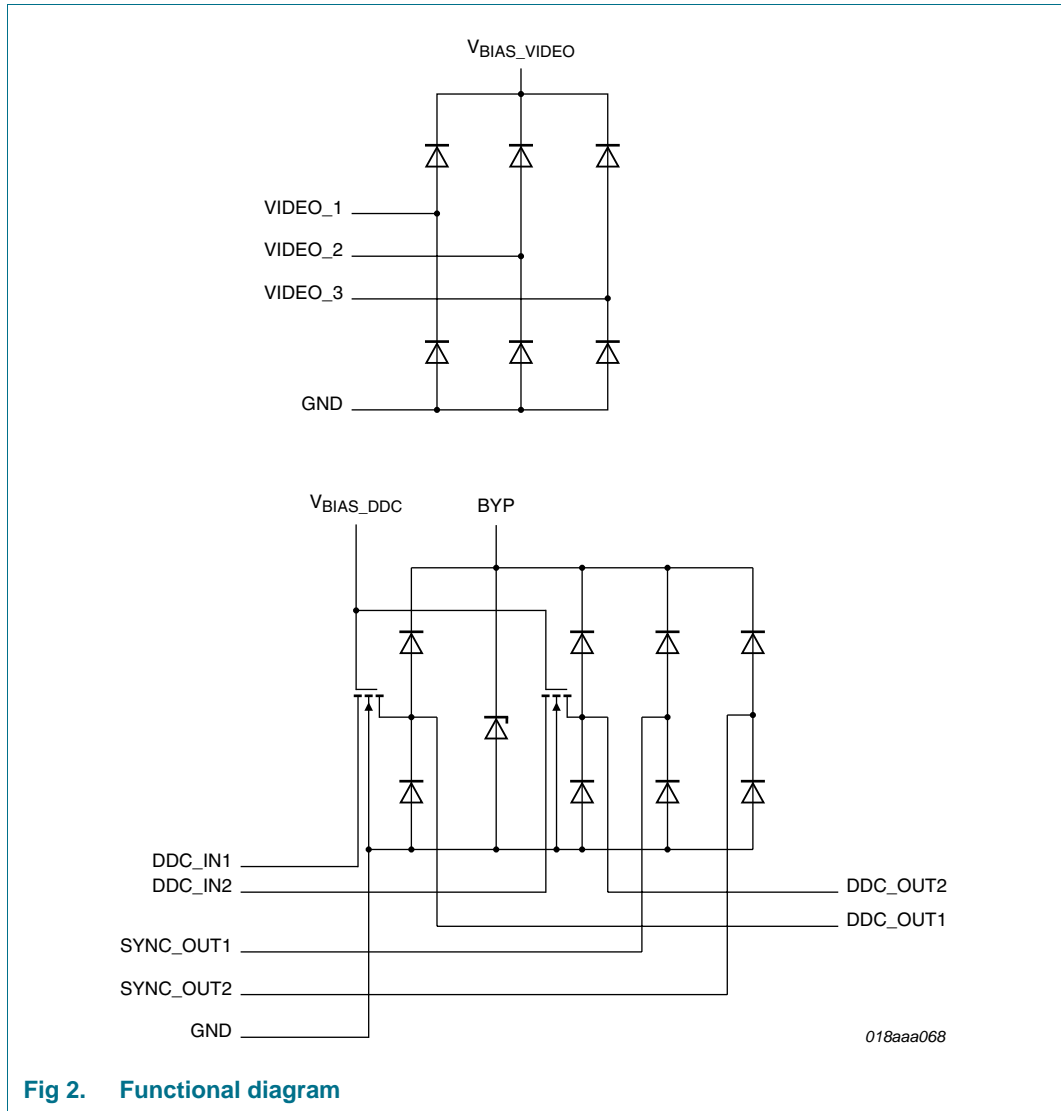 VBIAS_VIDEO
VIDEO_1
VIDEO_2
VIDEO_3
GND
VBIAS_DDC
BYP
DDC_IN1
DDC_IN2
DDC_OUT2
DDC_OUT1
SYNC_OUT1
SYNC_OUT2
GND
018aaa068
Fig 2. Functional diagram